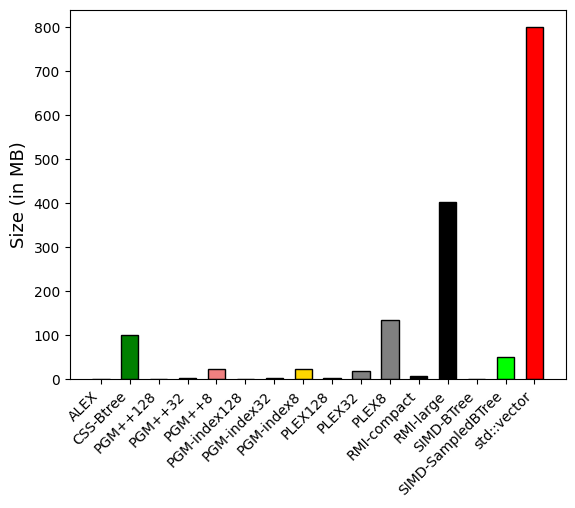 Size (in MB)
800
700
600
500
400
300
200
100
0
ALEX
CSS-Btree
PGM++128
PGM++32
PGM++8
PGM-index128
PGM-index32
PGM-index8
PLEX128
PLEX32
PLEX8
RMI-compact
RMI-large
SIMD-BTree
SIMD-SampledBTree
std::vector